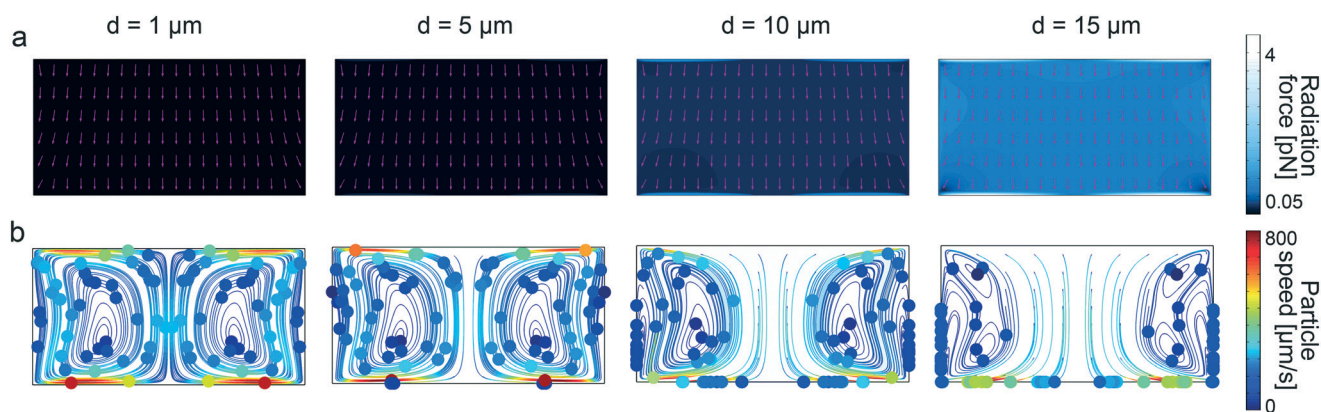 d = 1 µm
d = 5 µm
d = 10 µm
d = 15 µm
a
4
0.05
Radiation
force [pN]
b
800
0
Particle
speed [µm/s]